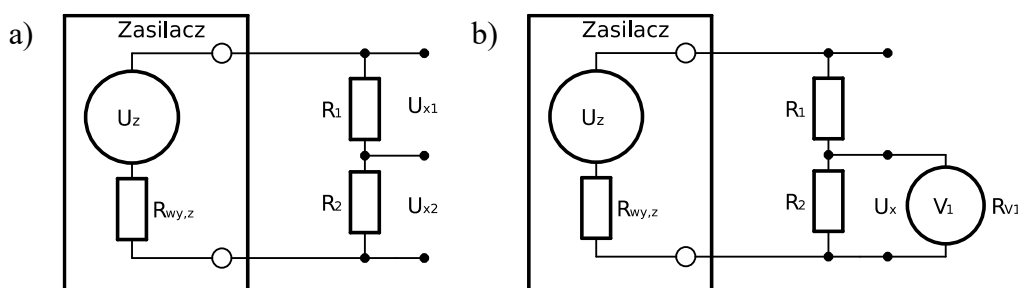 a)
Zasilacz
Uz
Rwy,z
R1
Ux1
R2
Ux2
b)
Zasilacz
Uz
Rwy,z
R1
R2
Ux
V1
RV1